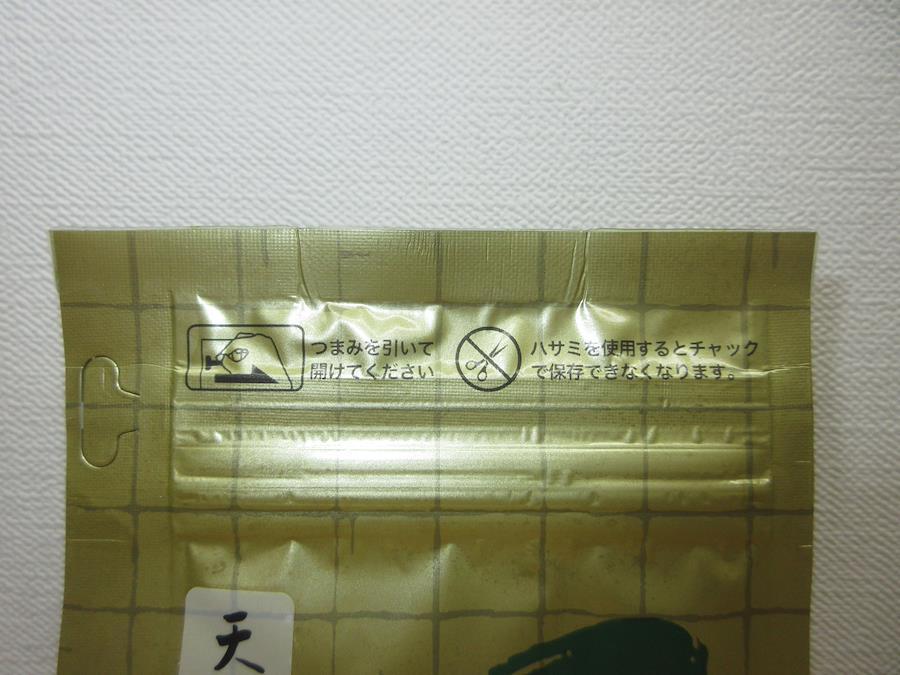 つまみを引いて
開けてください
ハサミを使用するとチャック
で保存できなくなります。
天